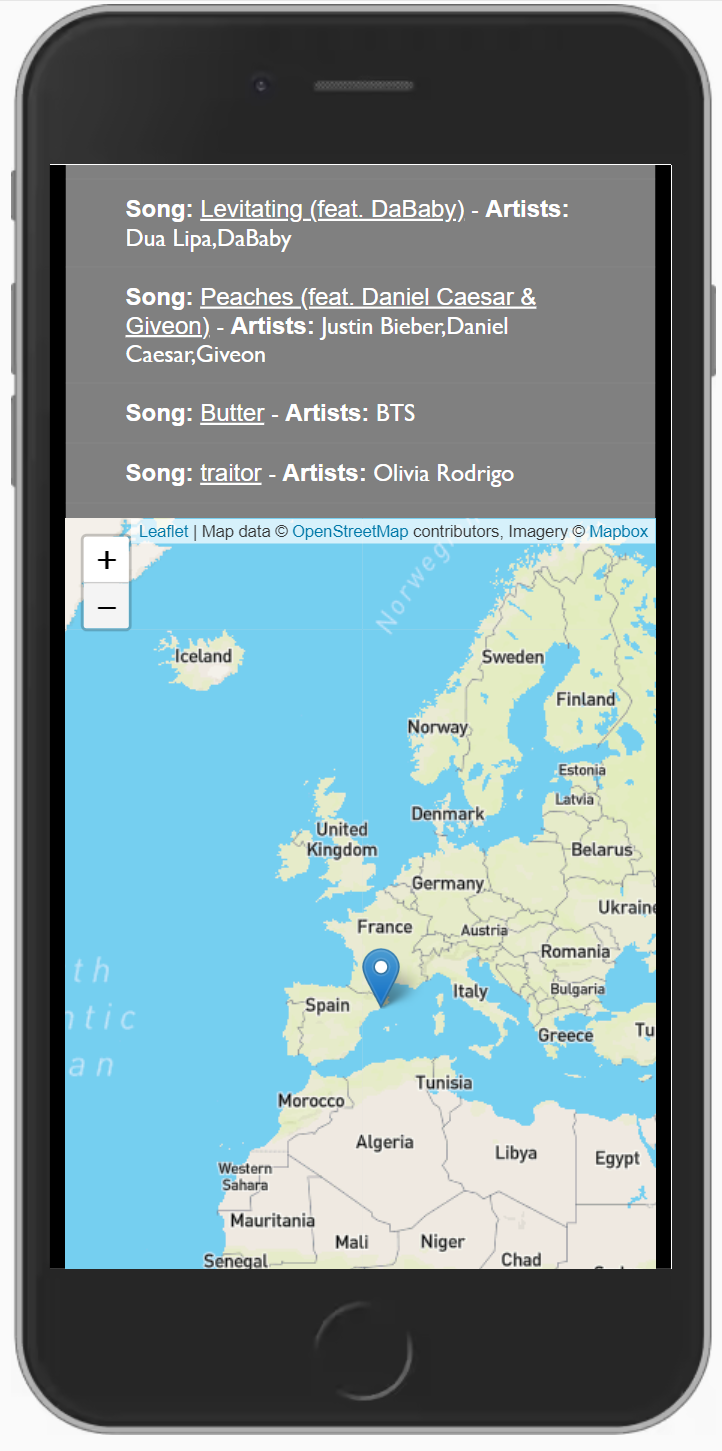 Song: Levitating (feat. DaBaby) - Artists:
Dua Lipa,DaBaby
Song: Peaches (feat. Daniel Caesar &
Giveon) - Artists: Justin Bieber,Daniel
Caesar,Giveon
Song: Butter - Artists: BTS
Song: traitor - Artists: Olivia Rodrigo
Leaflet | Map data © OpenStreetMap contributors, Imagery © Mapbox
+
−
Iceland
Sweden
Finland
Norway
Estonia
Latvia
Denmark
United
Kingdom
Belarus
Germany
Ukraine
France
Austria
Romania
Italy
Bulgaria
Spain
Greece
Tu
Tunisia
Morocco
Algeria
Libya
Egypt
Western
Sahara
Mauritania
Mali
Niger
Chad
Senegal
th
ntic
an